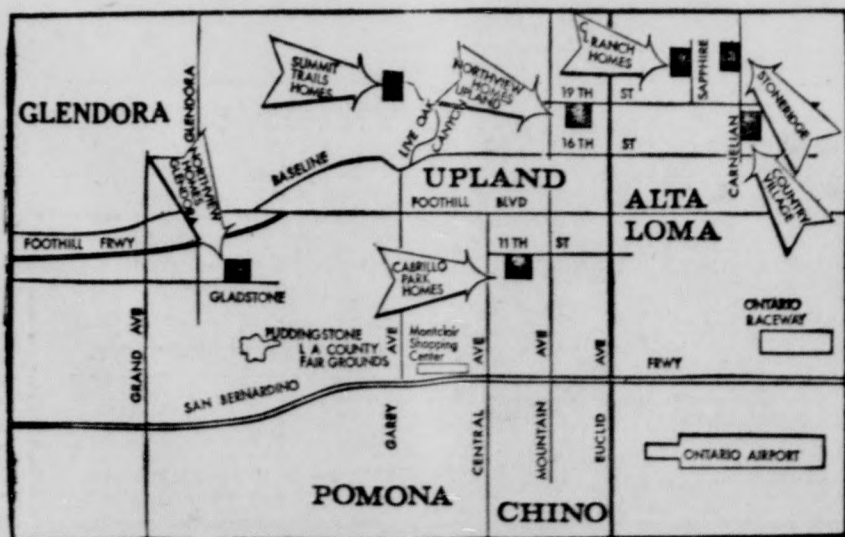 SUMMIT
TRAILS
HOMES
NORTHVIEW
HOMES
UPLAND
RANCH
HOMES
SAPPHIRE
STONERIDGE
GLENDORA
GLENDORA
LIVE OAK
CANYON
19 TH ST
16 TH ST
CARNELIAN
COUNTRY
VILLAGE
NORTHVIEW
HOMES
GLENDORA
BASELINE
UPLAND
ALTA
LOMA
FOOTHILL BLVD
FOOTHILL FRWY
11 TH ST
CABRILLO
PARK
HOMES
GLADSTONE
GRAND AVE
PUDDINGSTONE
L A COUNTY
FAIR GROUNDS
Montclair
Shopping
Center
ONTARIO
RACEWAY
SAN BERNARDINO
FRWY
GARRY AVE
CENTRAL AVE
MOUNTAIN AVE
EUCLID AVE
ONTARIO AIRPORT
POMONA
CHINO